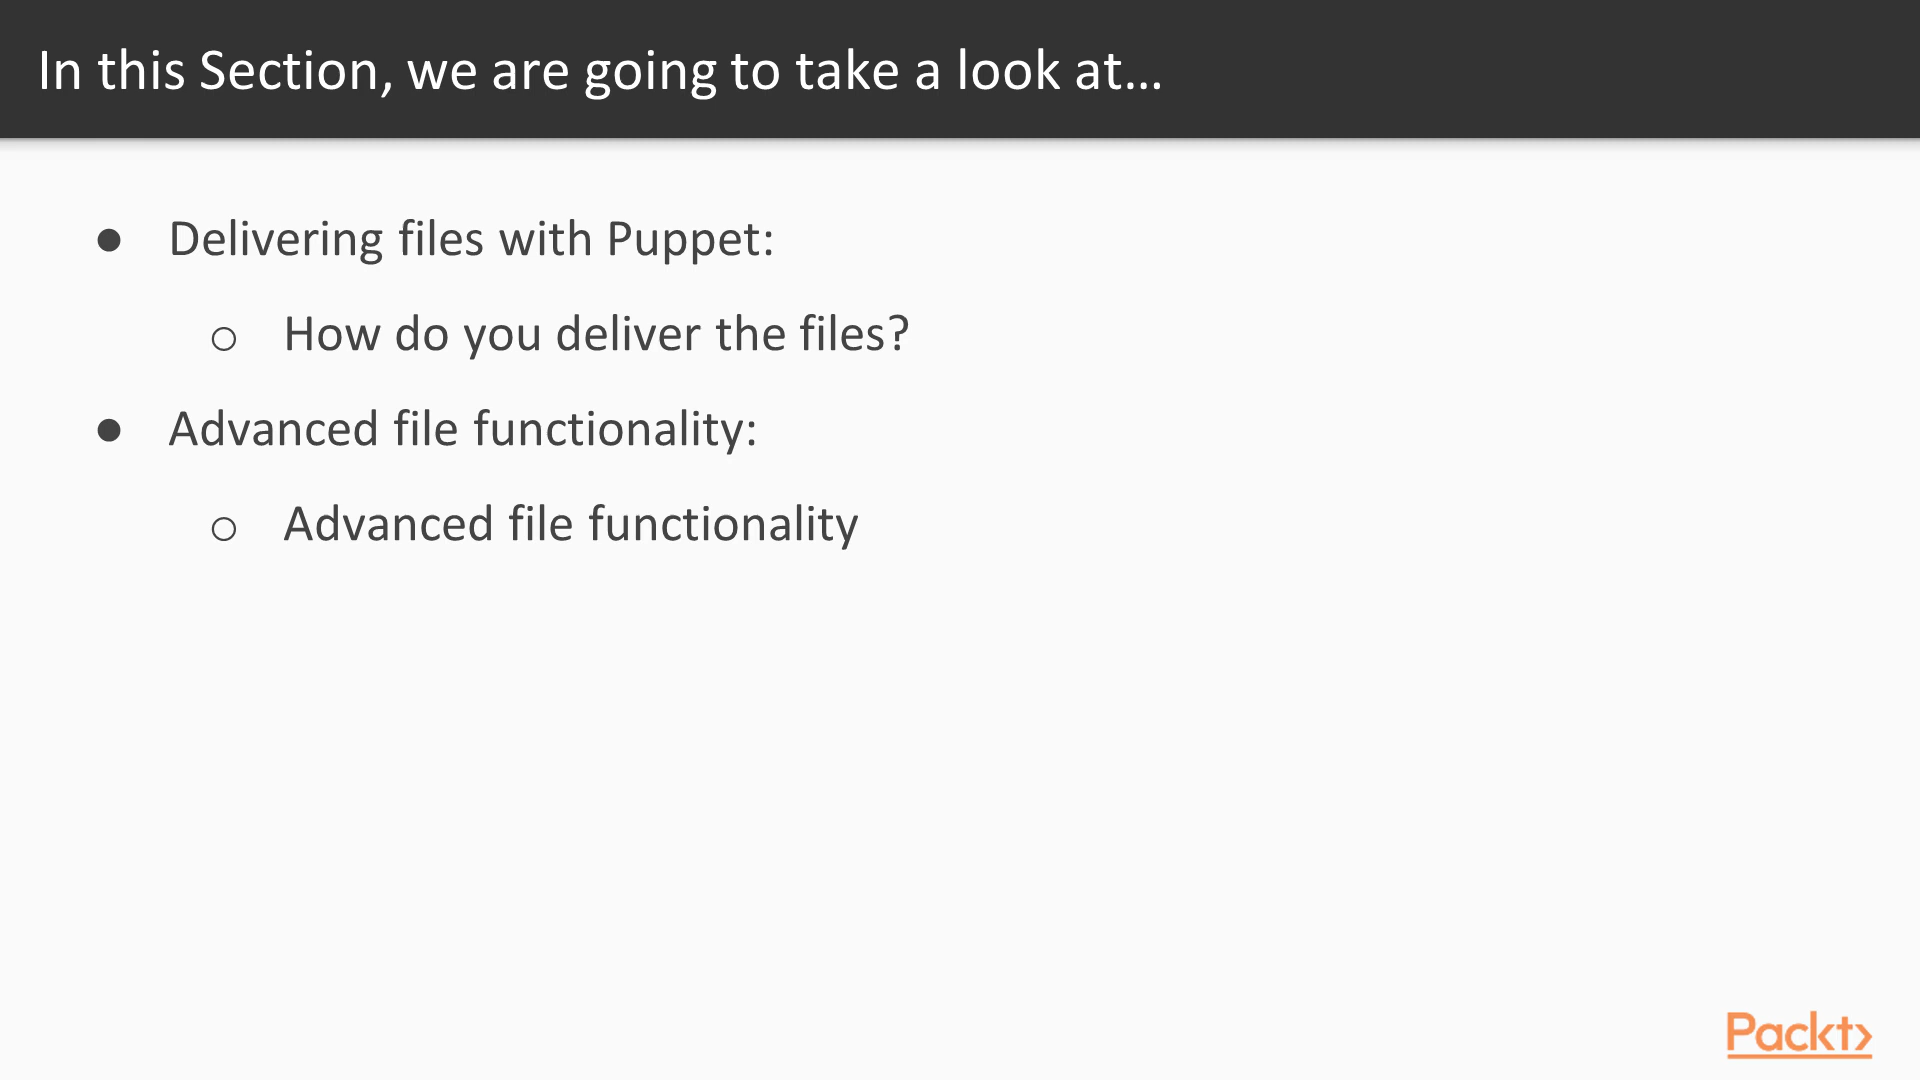 In this Section, we are going to take a look at…
● Delivering files with Puppet:
○ How do you deliver the files?
● Advanced file functionality:
○ Advanced file functionality
Packt>